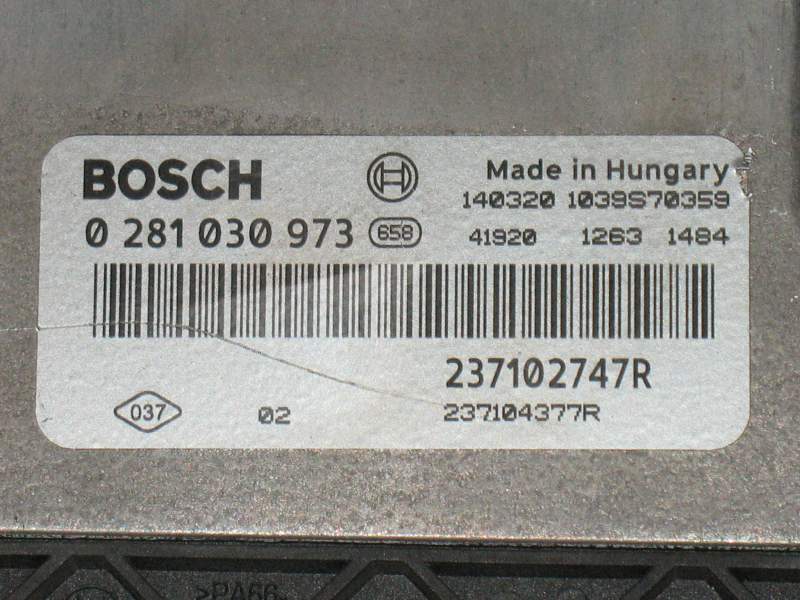 BOSCH
Made in Hungary
140320 1039S70359
0 281 030 973 658
41920 1263 1484
237102747R
037 02 237104377R
>PA66